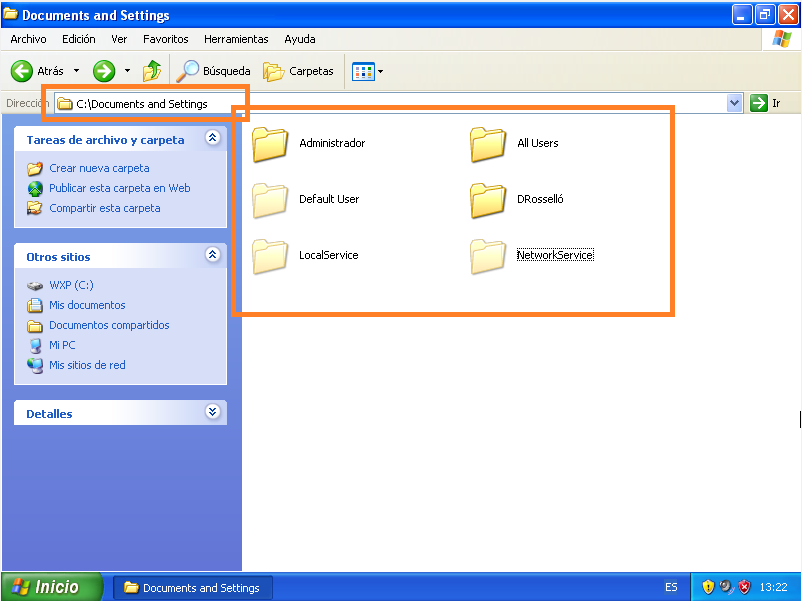 Documents and Settings
Archivo Edición Ver Favoritos Herramientas Ayuda
Atrás Búsqueda Carpetas
Dirección C:\Documents and Settings Ir
Tareas de archivo y carpeta
Crear nueva carpeta
Publicar esta carpeta en Web
Compartir esta carpeta
Otros sitios
WXP (C:)
Mis documentos
Documentos compartidos
Mi PC
Mis sitios de red
Detalles
Administrador All Users
Default User DRosselló
LocalService NetworkService
Inicio Documents and Settings ES 13:22